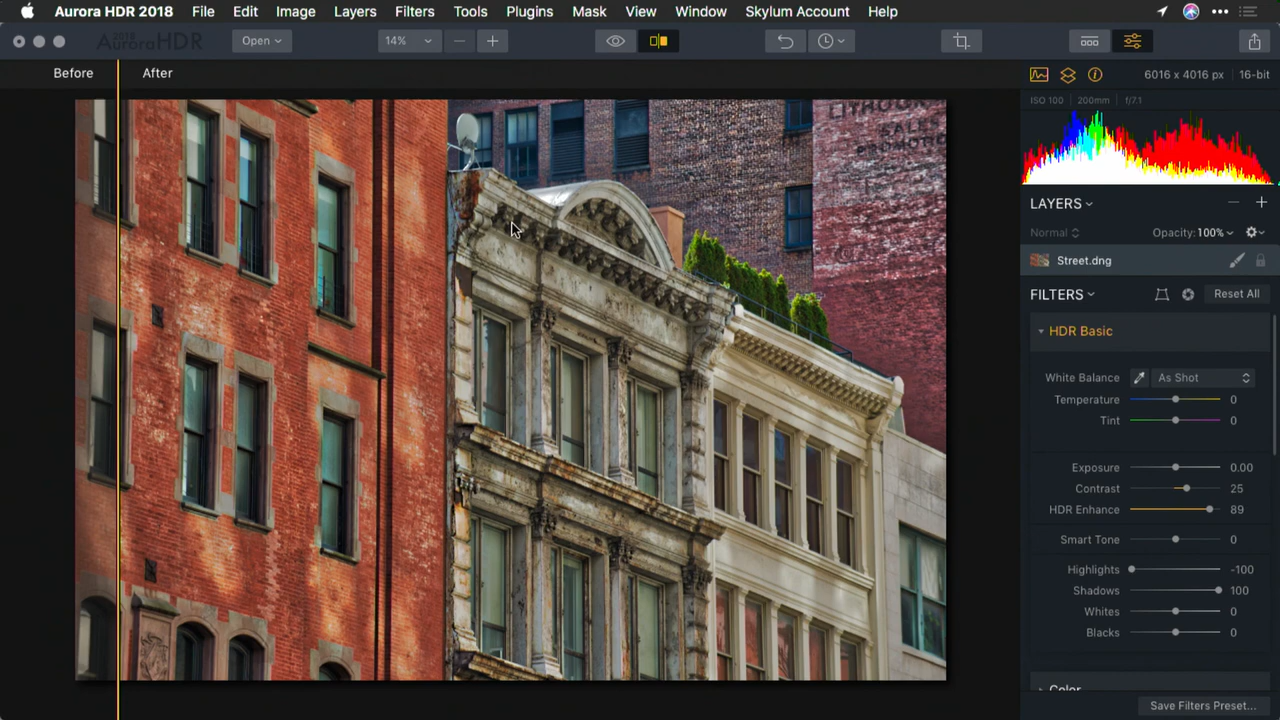 Aurora HDR 2018 File Edit Image Layers Filters Tools Plugins Mask View Window Skylum Account Help
2018
AuroraHDR
Open
14%
Before After
6016 x 4016 px 16-bit
ISO 100 200mm f/7.1
LAYERS
Normal Opacity: 100%
Street.dng
FILTERS Reset All
HDR Basic
White Balance As Shot
Temperature 0
Tint 0
Exposure 0.00
Contrast 25
HDR Enhance 89
Smart Tone 0
Highlights -100
Shadows 100
Whites 0
Blacks 0
Color
Save Filters Preset...
SALES